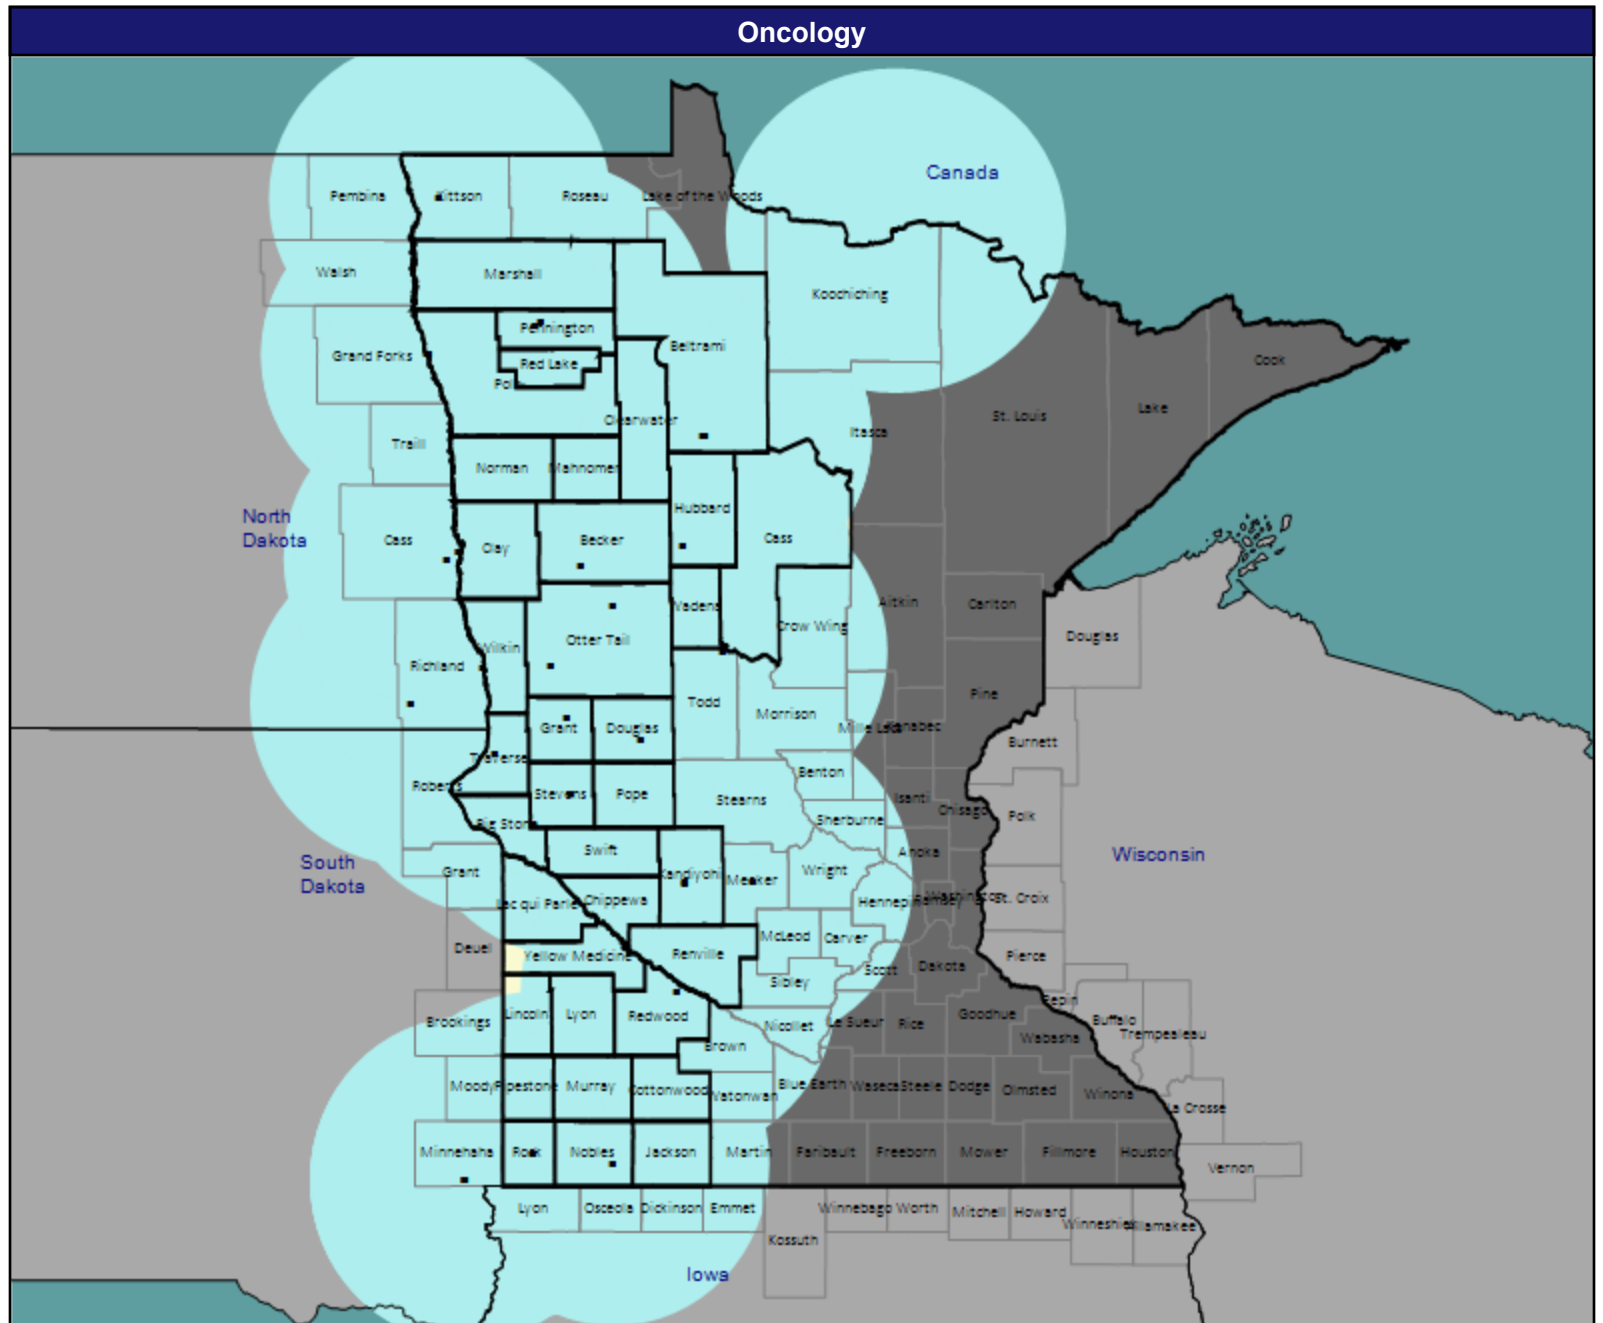 Oncology
Canada
Pembina
Kittson
Roseau
Lake of the Woods
Walsh
Marshall
Koochiching
Pennington
Beltrami
Grand Forks
Red Lake
Cook
Clearwater
St. Louis
Lake
Itasca
Traill
Norman
Mahnomen
Hubbard
North
Dakota
Cass
Clay
Becker
Cass
Aitkin
Carlton
Crow Wing
Douglas
Wilkin
Otter Tail
Richland
Pine
Todd
Morrison
Grant
Douglas
Mille Lacs
Kanabec
Burnett
Traverse
Benton
Roberts
Stevens
Pope
Stearns
Isanti
Chisago
Polk
Big Stone
Sherburne
Swift
Anoka
Wisconsin
South
Dakota
Grant
Kandiyohi
Meeker
Wright
Lac qui Parle
Chippewa
Hennepin
Ramsey
Washington
St. Croix
Deuel
Yellow Medicine
Renville
McLeod
Carver
Pierce
Scott
Dakota
Sibley
Pepin
Brookings
Lincoln
Lyon
Redwood
Nicollet
Le Sueur
Rice
Goodhue
Buffalo
Wabasha
Trempealeau
Brown
Moody
Pipestone
Murray
Cottonwood
Watonwan
Blue Earth
Waseca
Steele
Dodge
Olmsted
Winona
La Crosse
Minnehaha
Rock
Nobles
Jackson
Martin
Faribault
Freeborn
Mower
Fillmore
Houston
Vernon
Lyon
Osceola
Dickinson
Emmet
Winnebago
Worth
Mitchell
Howard
Kossuth
Iowa